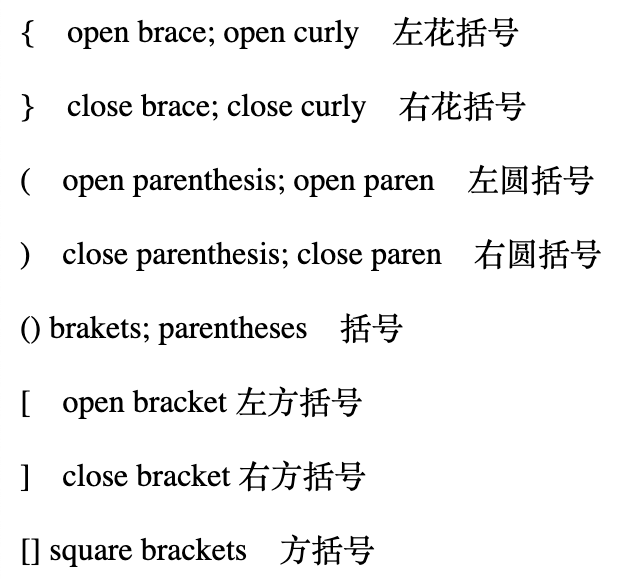 { open brace; open curly 左花括号
} close brace; close curly 右花括号
( open parenthesis; open paren 左圆括号
) close parenthesis; close paren 右圆括号
() brakets; parentheses 括号
[ open bracket 左方括号
] close bracket 右方括号
[] square brackets 方括号